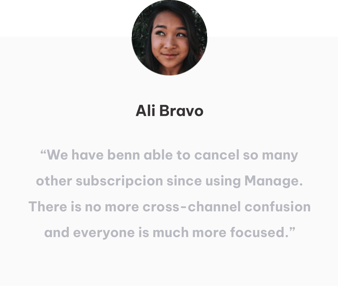 Ali Bravo
“We have benn able to cancel so many
other subscripcion since using Manage.
There is no more cross-channel confusion
and everyone is much more focused.”